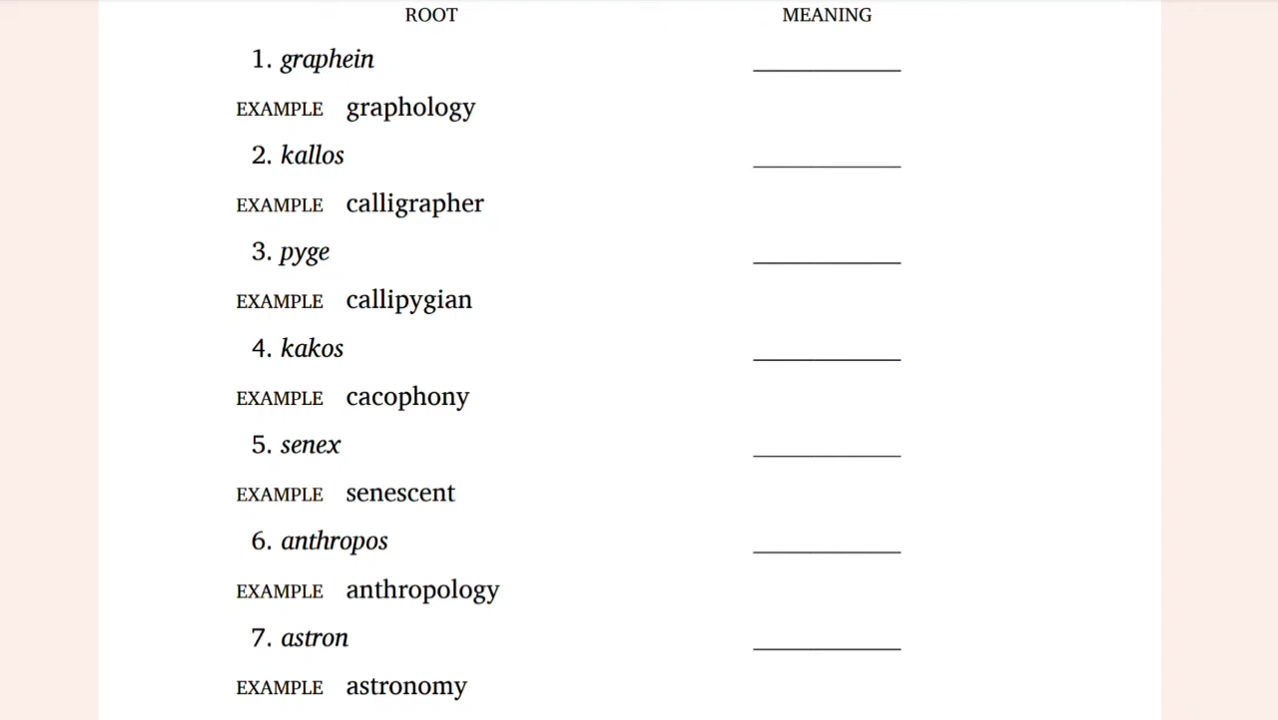 ROOT MEANING
1. graphein
EXAMPLE graphology
2. kallos
EXAMPLE calligrapher
3. pyge
EXAMPLE callipygian
4. kakos
EXAMPLE cacophony
5. senex
EXAMPLE senescent
6. anthropos
EXAMPLE anthropology
7. astron
EXAMPLE astronomy